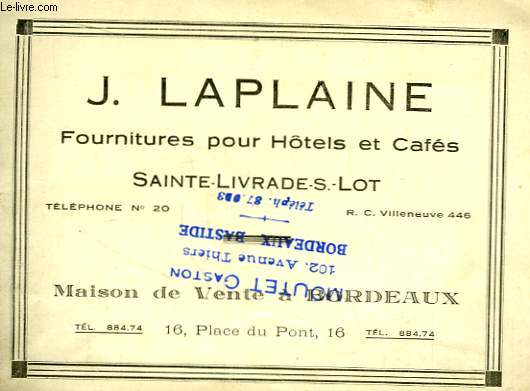 Le-livre.com
J. LAPLAINE
Fournitures pour Hôtels et Cafés
SAINTE-LIVRADE-S.-LOT
TÉLÉPHONE N° 20
R. C. Villeneuve 446
MOUTET GASTON
102. Avenue Thiers
BORDEAUX BASTIDE
Téléph. 87.993
Maison de Vente à BORDEAUX
TÉL. 884.74 16, Place du Pont, 16 TÉL. 884.74